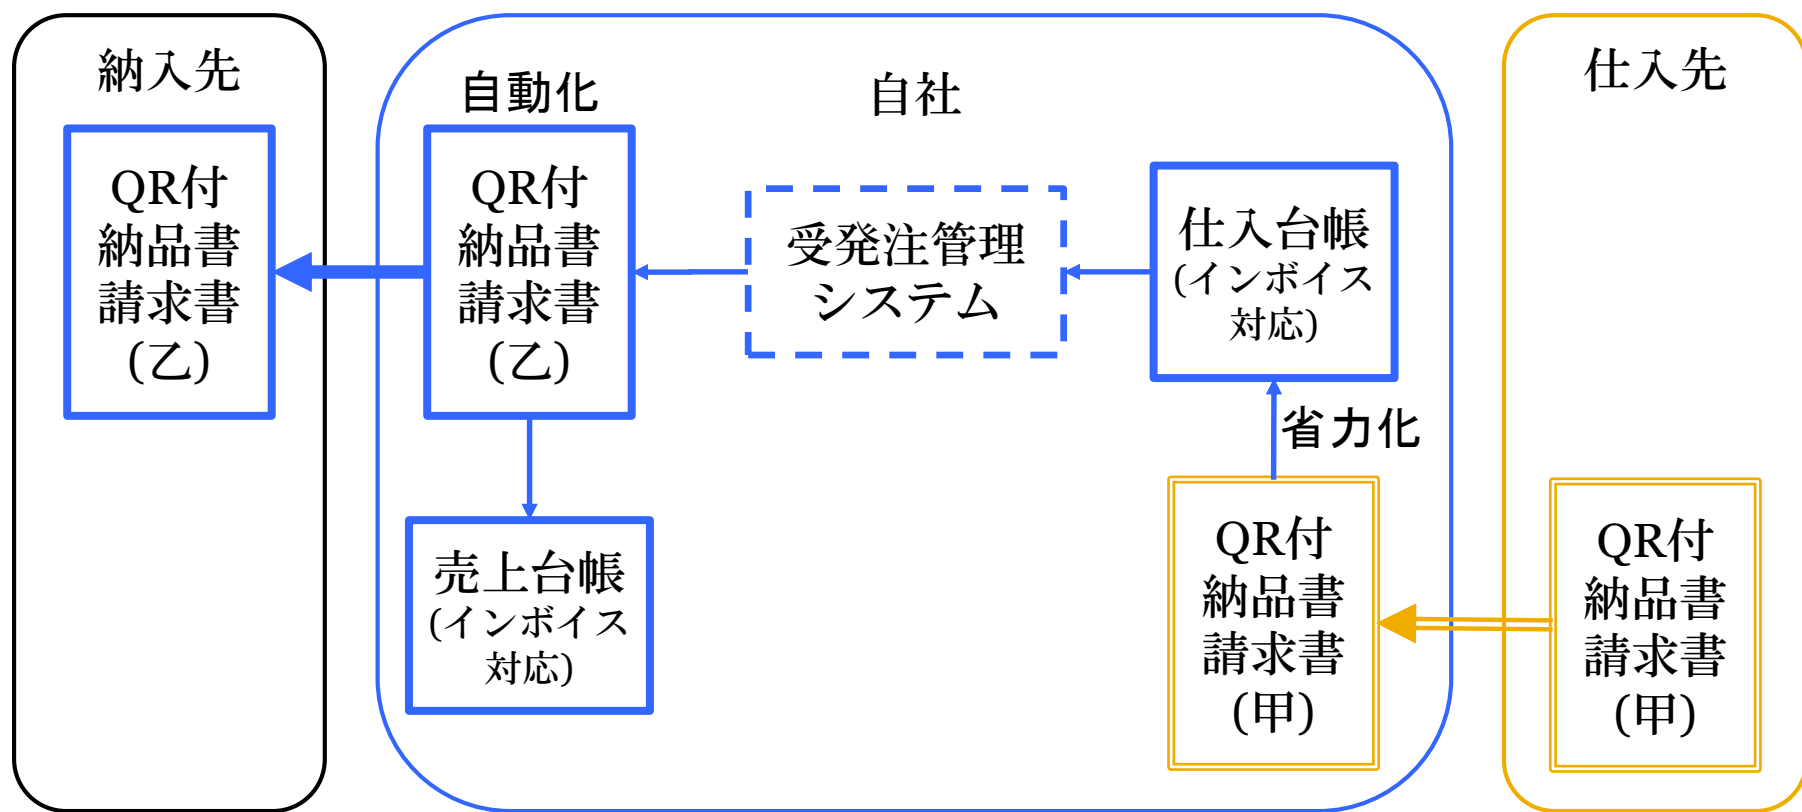 納入先
QR付
納品書
請求書
(乙)
自動化
自社
QR付
納品書
請求書
(乙)
受発注管理
システム
仕入台帳
(インボイス
対応)
省力化
売上台帳
(インボイス
対応)
QR付
納品書
請求書
(甲)
仕入先
QR付
納品書
請求書
(甲)